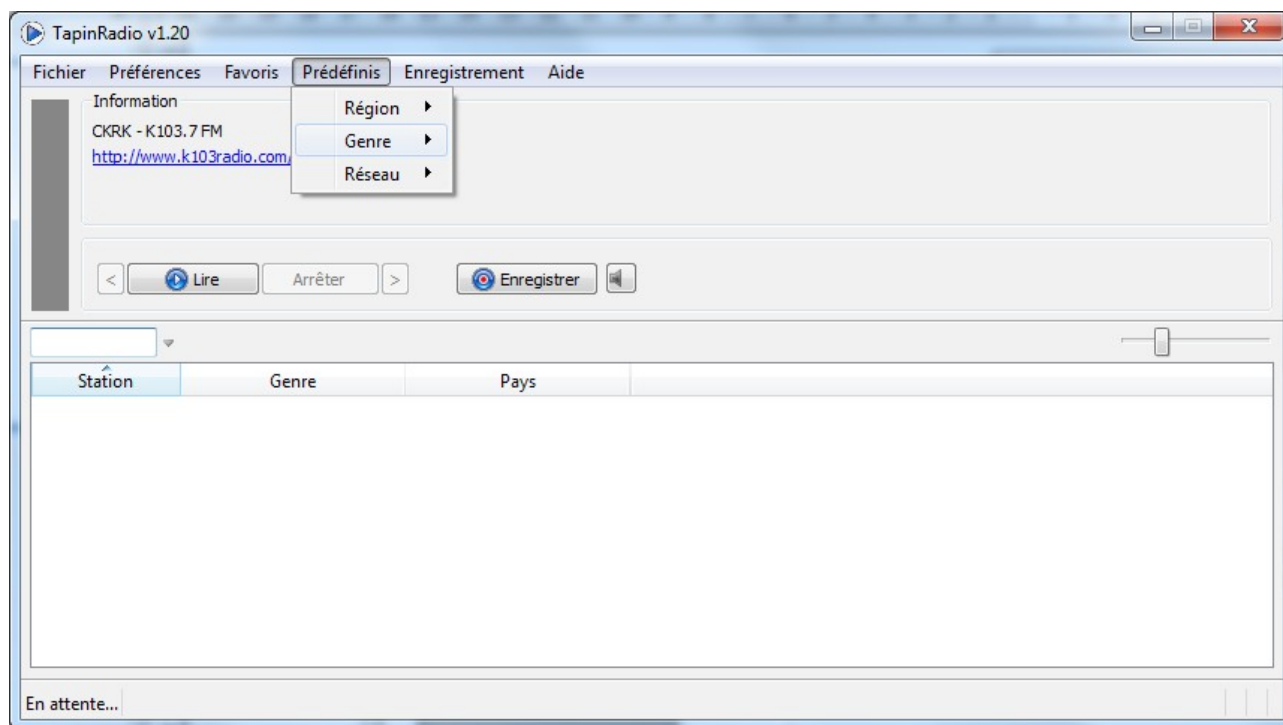 TapinRadio v1.20
Fichier Préférences Favoris Prédéfinis Enregistrement Aide
Information
CKRK - K103.7 FM
http://www.k103radio.com/
Région
Genre
Réseau
< Lire Arrêter > Enregistrer
Station Genre Pays
En attente...